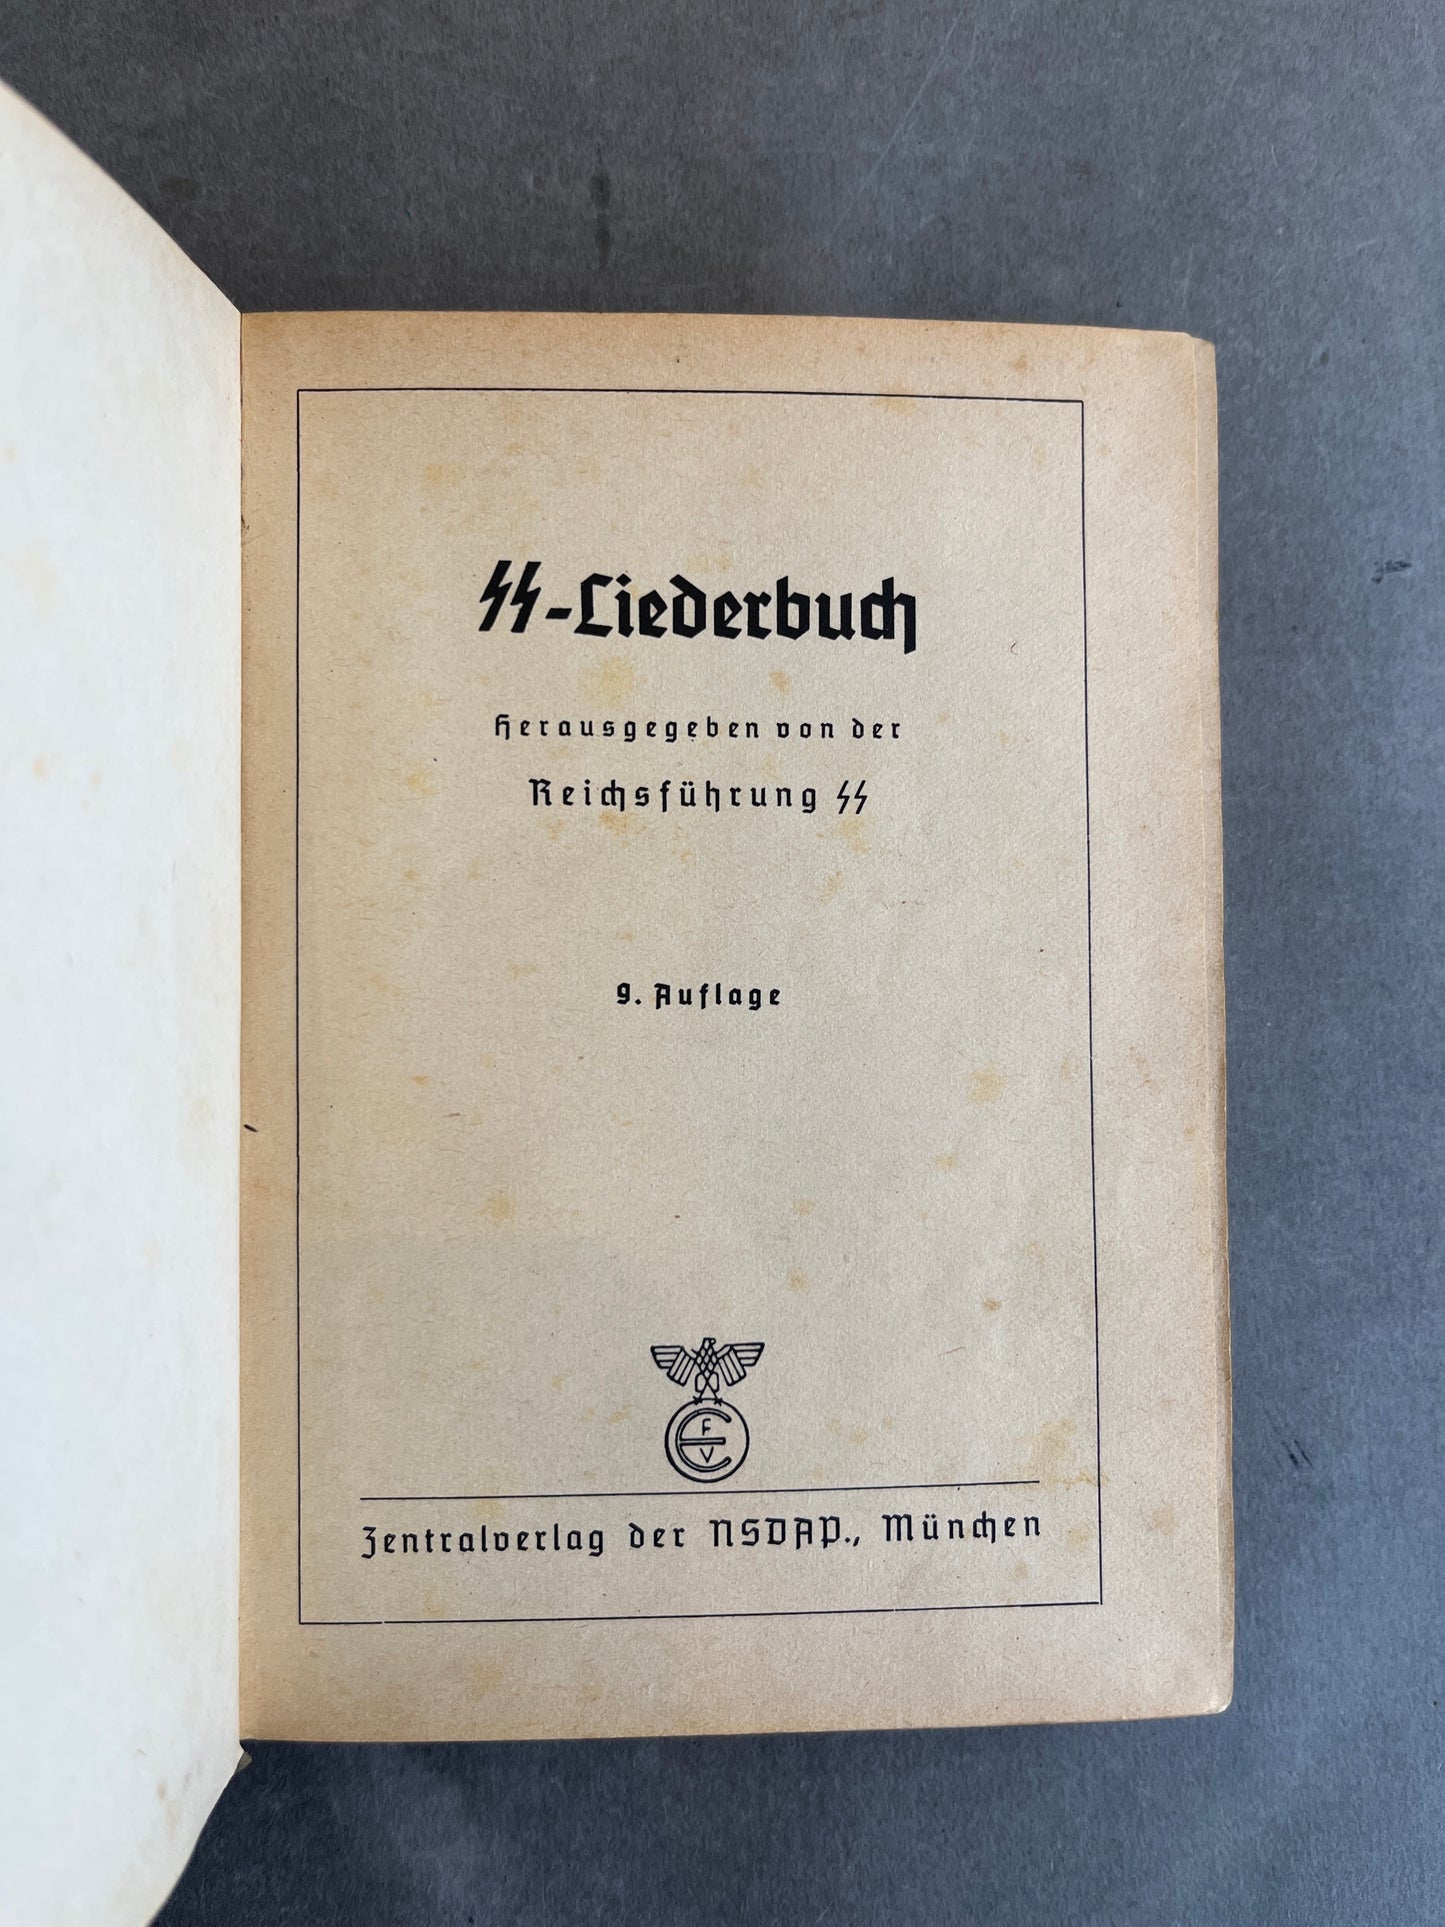 SS-Liederbuch
Herausgegeben von der
Reichsführung SS
9. Auflage
F
E
V
Zentralverlag der NSDAP., München